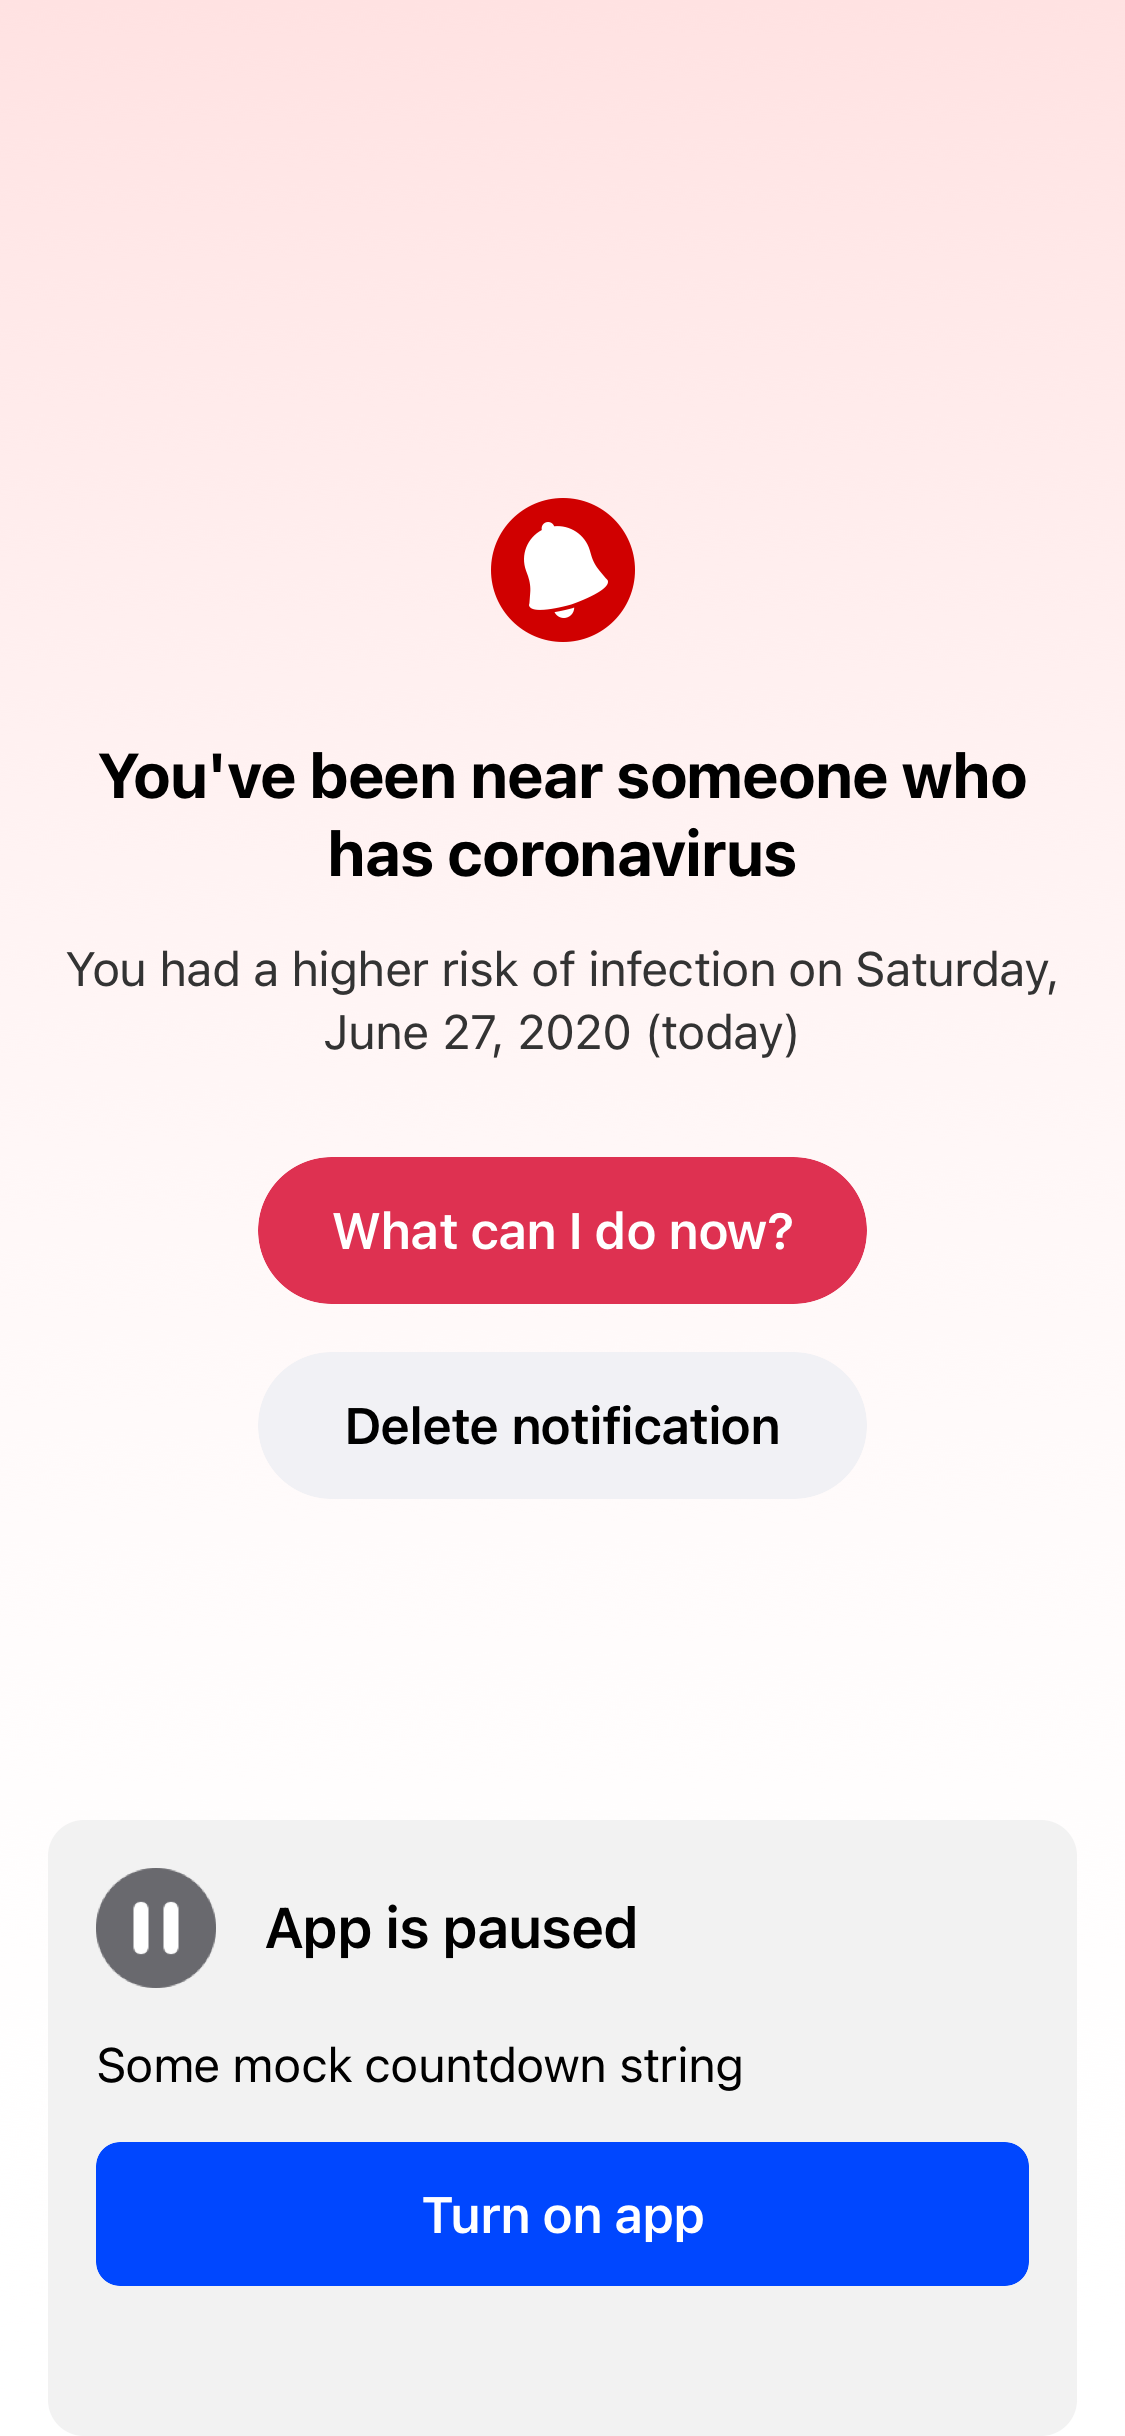 You've been near someone who
has coronavirus
You had a higher risk of infection on Saturday,
June 27, 2020 (today)
What can I do now?
Delete notification
App is paused
Some mock countdown string
Turn on app